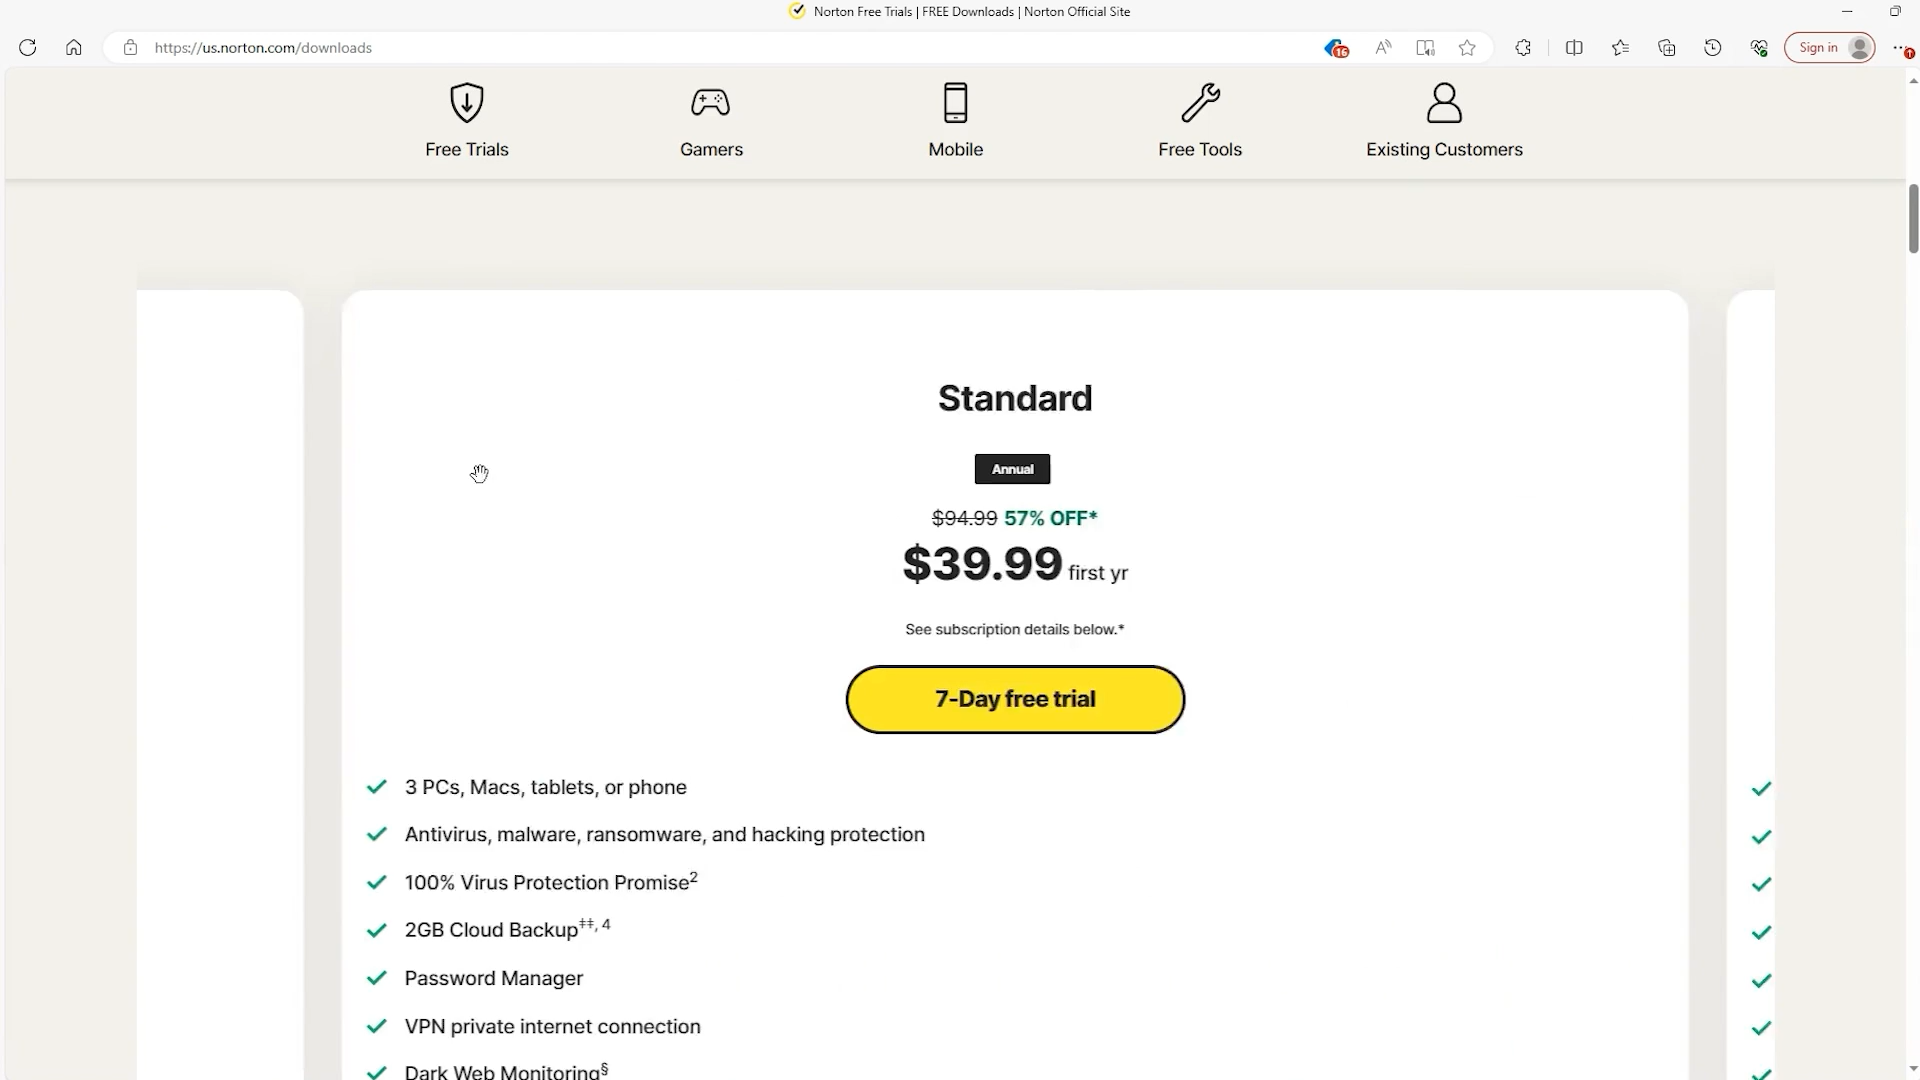 Norton Free Trials | FREE Downloads | Norton Official Site
https://us.norton.com/downloads
16
Sign in
Free Trials
Gamers
Mobile
Free Tools
Existing Customers
Standard
Annual
$94.99 57% OFF*
$39.99 first yr
See subscription details below.*
7-Day free trial
3 PCs, Macs, tablets, or phone
Antivirus, malware, ransomware, and hacking protection
100% Virus Protection Promise²
2GB Cloud Backup‡‡, 4
Password Manager
VPN private internet connection
Dark Web Monitoring§